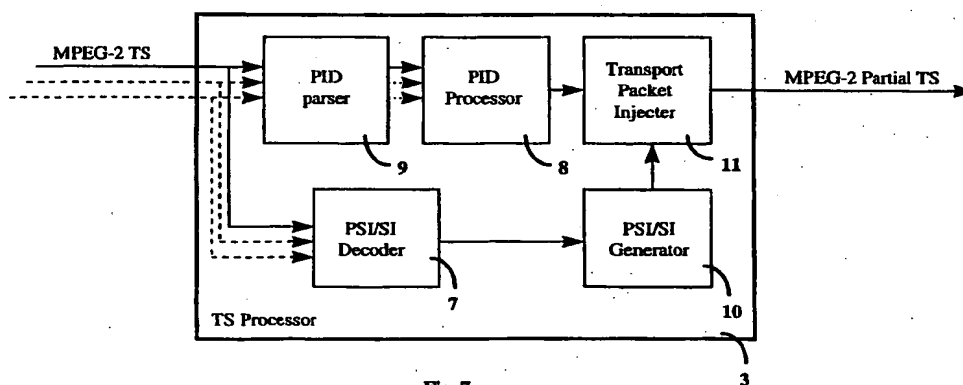 MPEG-2 TS
PID
parser
PID
Processor
Transport
Packet
Injecter
MPEG-2 Partial TS
9
8
11
PSI/SI
Decoder
PSI/SI
Generator
7
10
TS Processor
3